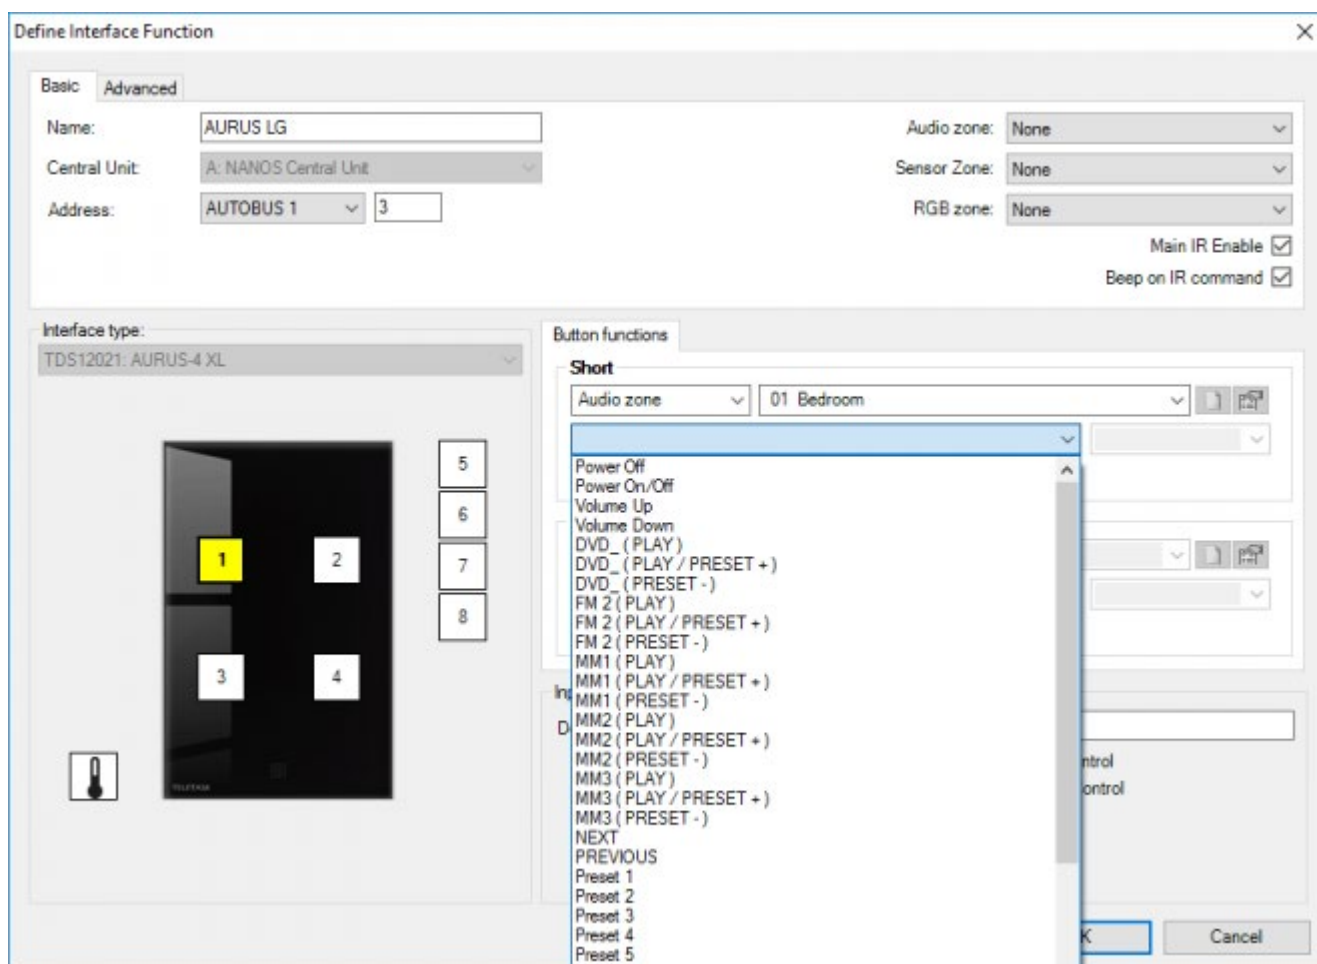 Define Interface Function
Basic Advanced
Name: AURUS LG
Central Unit: A: NANOS Central Unit
Address: AUTOBUS 1 3
Audio zone: None
Sensor Zone: None
RGB zone: None
Main IR Enable
Beep on IR command
Interface type:
TDS12021: AURUS-4 XL
1 2
3 4
5
6
7
8
TELETASK
Button functions
Short
Audio zone 01 Bedroom
Power Off
Power On/Off
Volume Up
Volume Down
DVD_ ( PLAY )
DVD_ ( PLAY / PRESET + )
DVD_ ( PRESET - )
FM 2 ( PLAY )
FM 2 ( PLAY / PRESET + )
FM 2 ( PRESET - )
MM1 ( PLAY )
MM1 ( PLAY / PRESET + )
MM1 ( PRESET - )
MM2 ( PLAY )
MM2 ( PLAY / PRESET + )
MM2 ( PRESET - )
MM3 ( PLAY )
MM3 ( PLAY / PRESET + )
MM3 ( PRESET - )
NEXT
PREVIOUS
Preset 1
Preset 2
Preset 3
Preset 4
Preset 5
ntrol
ontrol
K
Cancel